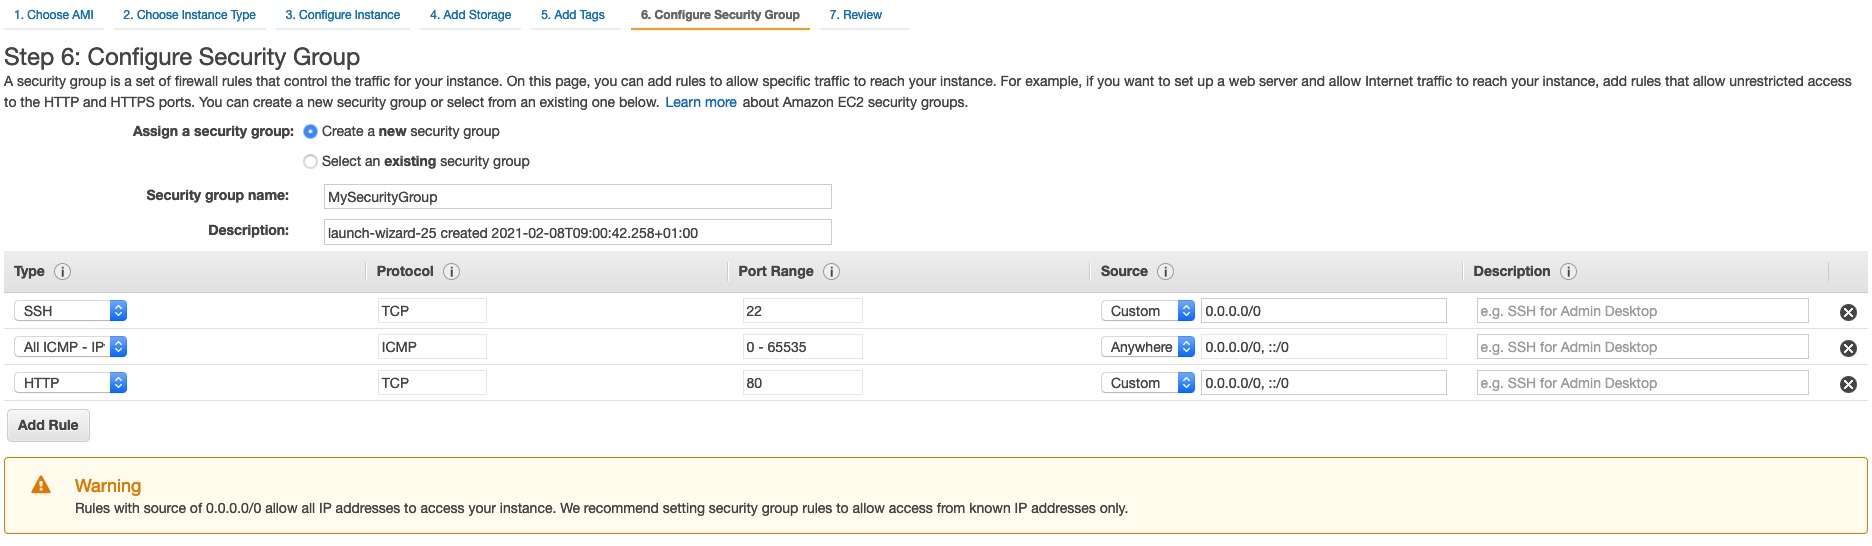 1. Choose AMI 2. Choose Instance Type 3. Configure Instance 4. Add Storage 5. Add Tags 6. Configure Security Group 7. Review
Step 6: Configure Security Group
A security group is a set of firewall rules that control the traffic for your instance. On this page, you can add rules to allow specific traffic to reach your instance. For example, if you want to set up a web server and allow Internet traffic to reach your instance, add rules that allow unrestricted access
to the HTTP and HTTPS ports. You can create a new security group or select from an existing one below. Learn more about Amazon EC2 security groups.
Assign a security group: Create a new security group
Select an existing security group
Security group name: MySecurityGroup
Description: launch-wizard-25 created 2021-02-08T09:00:42.258+01:00
Type i Protocol i Port Range i Source i Description i
SSH TCP 22 Custom 0.0.0.0/0 e.g. SSH for Admin Desktop
All ICMP - IP ICMP 0 - 65535 Anywhere 0.0.0.0/0, ::/0 e.g. SSH for Admin Desktop
HTTP TCP 80 Custom 0.0.0.0/0, ::/0 e.g. SSH for Admin Desktop
Add Rule
Warning
Rules with source of 0.0.0.0/0 allow all IP addresses to access your instance. We recommend setting security group rules to allow access from known IP addresses only.